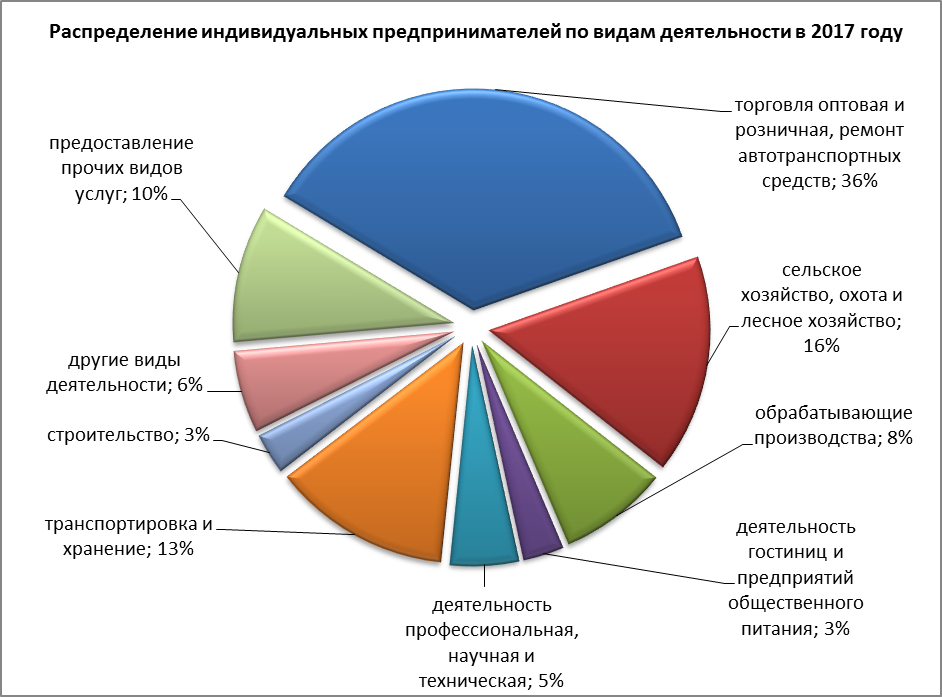 Распределение индивидуальных предпринимателей по видам деятельности в 2017 году
торговля оптовая и
розничная, ремонт
автотранспортных
средств; 36%
сельское
хозяйство, охота и
лесное хозяйство;
16%
обрабатывающие
производства; 8%
деятельность
гостиниц и
предприятий
общественного
питания; 3%
деятельность
профессиональная,
научная и
техническая; 5%
транспортировка и
хранение; 13%
строительство; 3%
другие виды
деятельности; 6%
предоставление
прочих видов
услуг; 10%